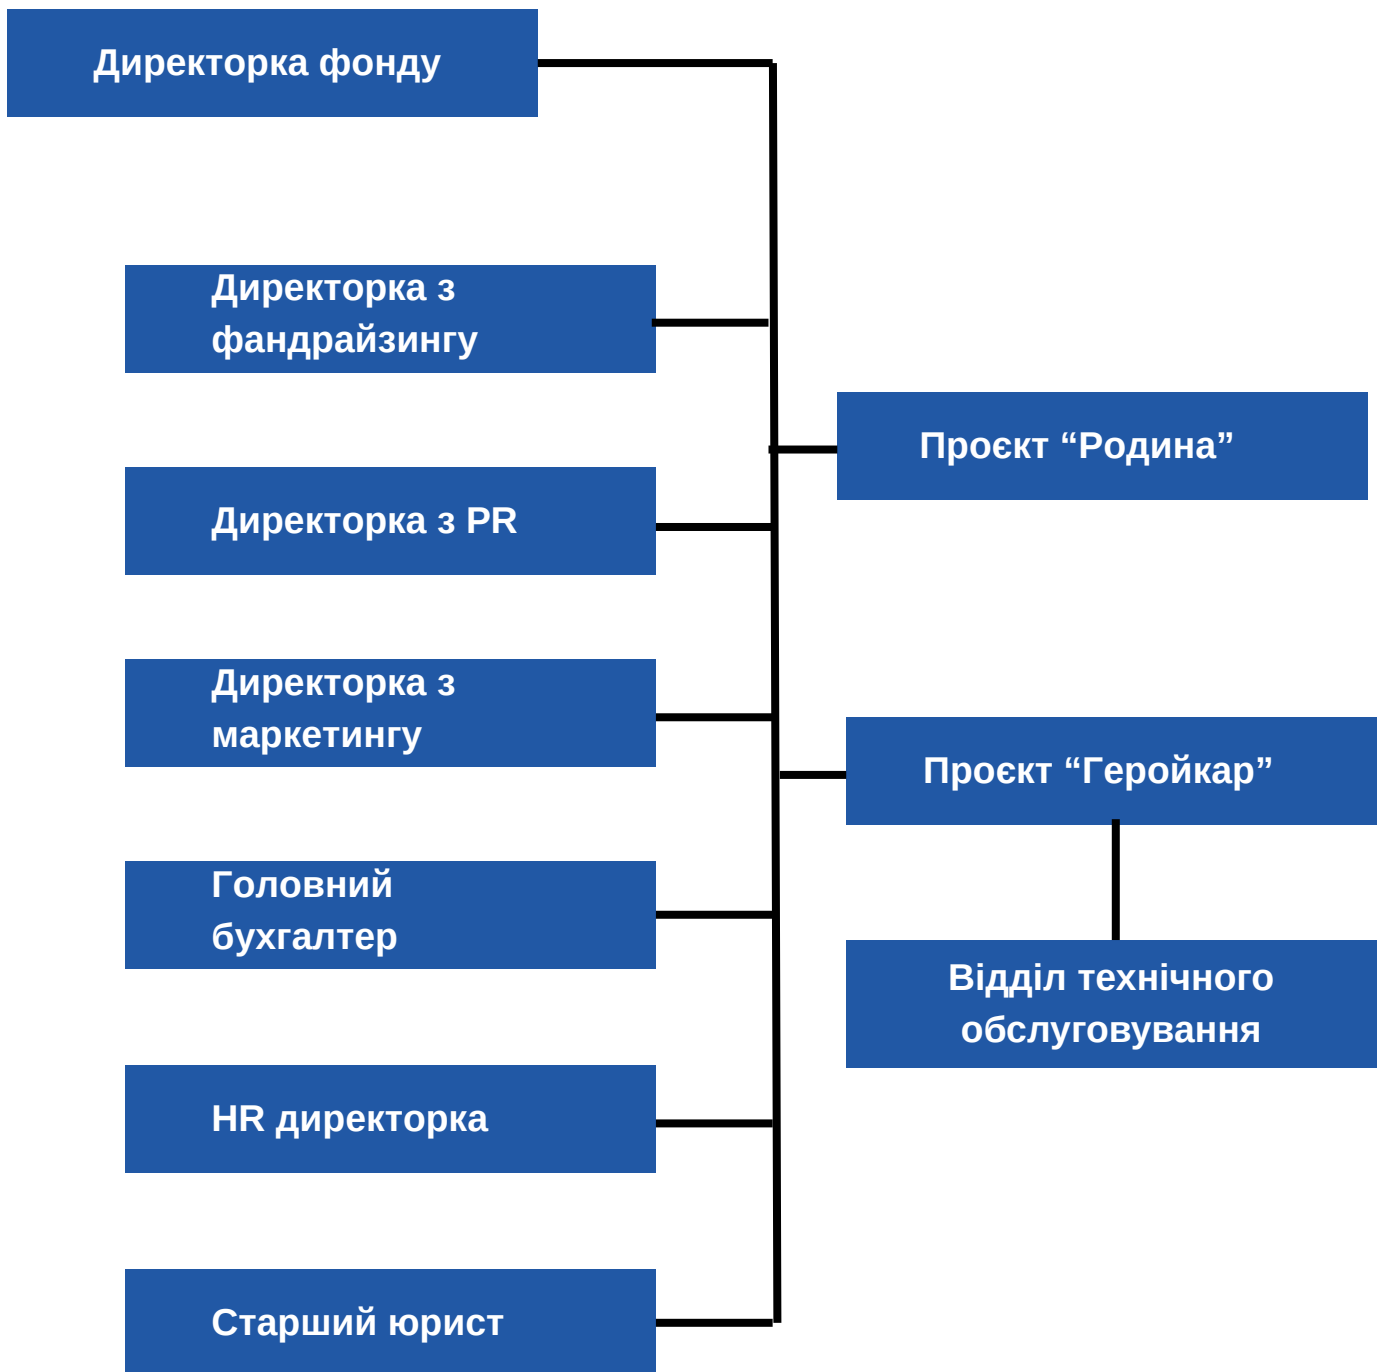 Директорка фонду
Директорка з
фандрайзингу
Проєкт “Родина”
Директорка з PR
Директорка з
маркетингу
Проєкт “Геройкар”
Головний
бухгалтер
Відділ технічного
обслуговування
HR директорка
Старший юрист